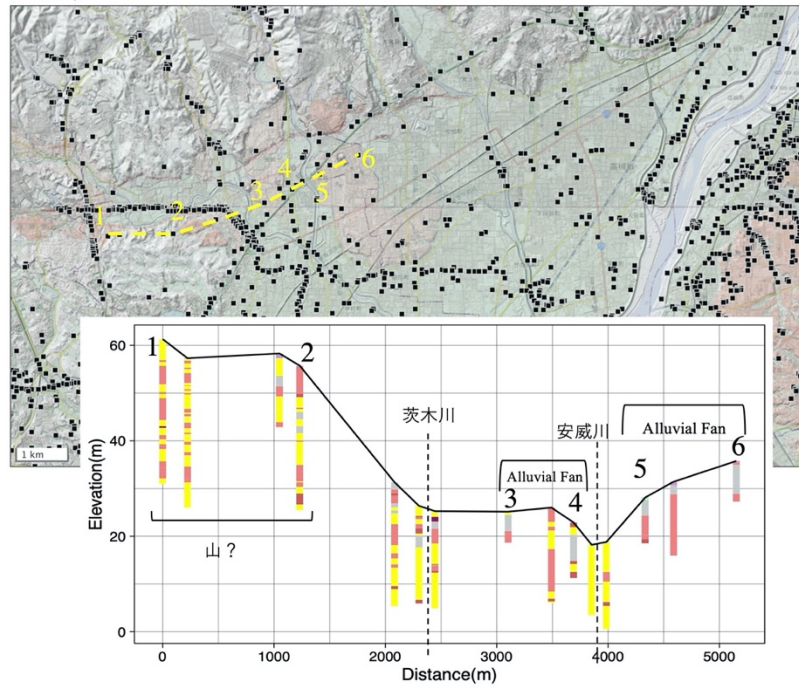 1
2
3
4
5
6
1 km
1
2
茨木川
安威川
Alluvial Fan
Alluvial Fan
3
4
5
6
山？
60
40
20
0
Elevation(m)
0
1000
2000
3000
4000
5000
Distance(m)